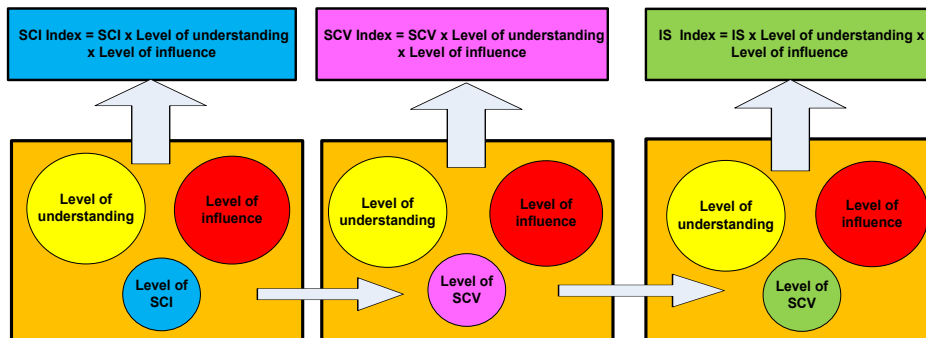 SCI Index = SCI x Level of understanding
x Level of influence
SCV Index = SCV x Level of understanding
x Level of influence
IS Index = IS x Level of understanding x
Level of influence
Level of
understanding
Level of
influence
Level of
SCI
Level of
understanding
Level of
influence
Level of
SCV
Level of
understanding
Level of
influence
Level of
SCV